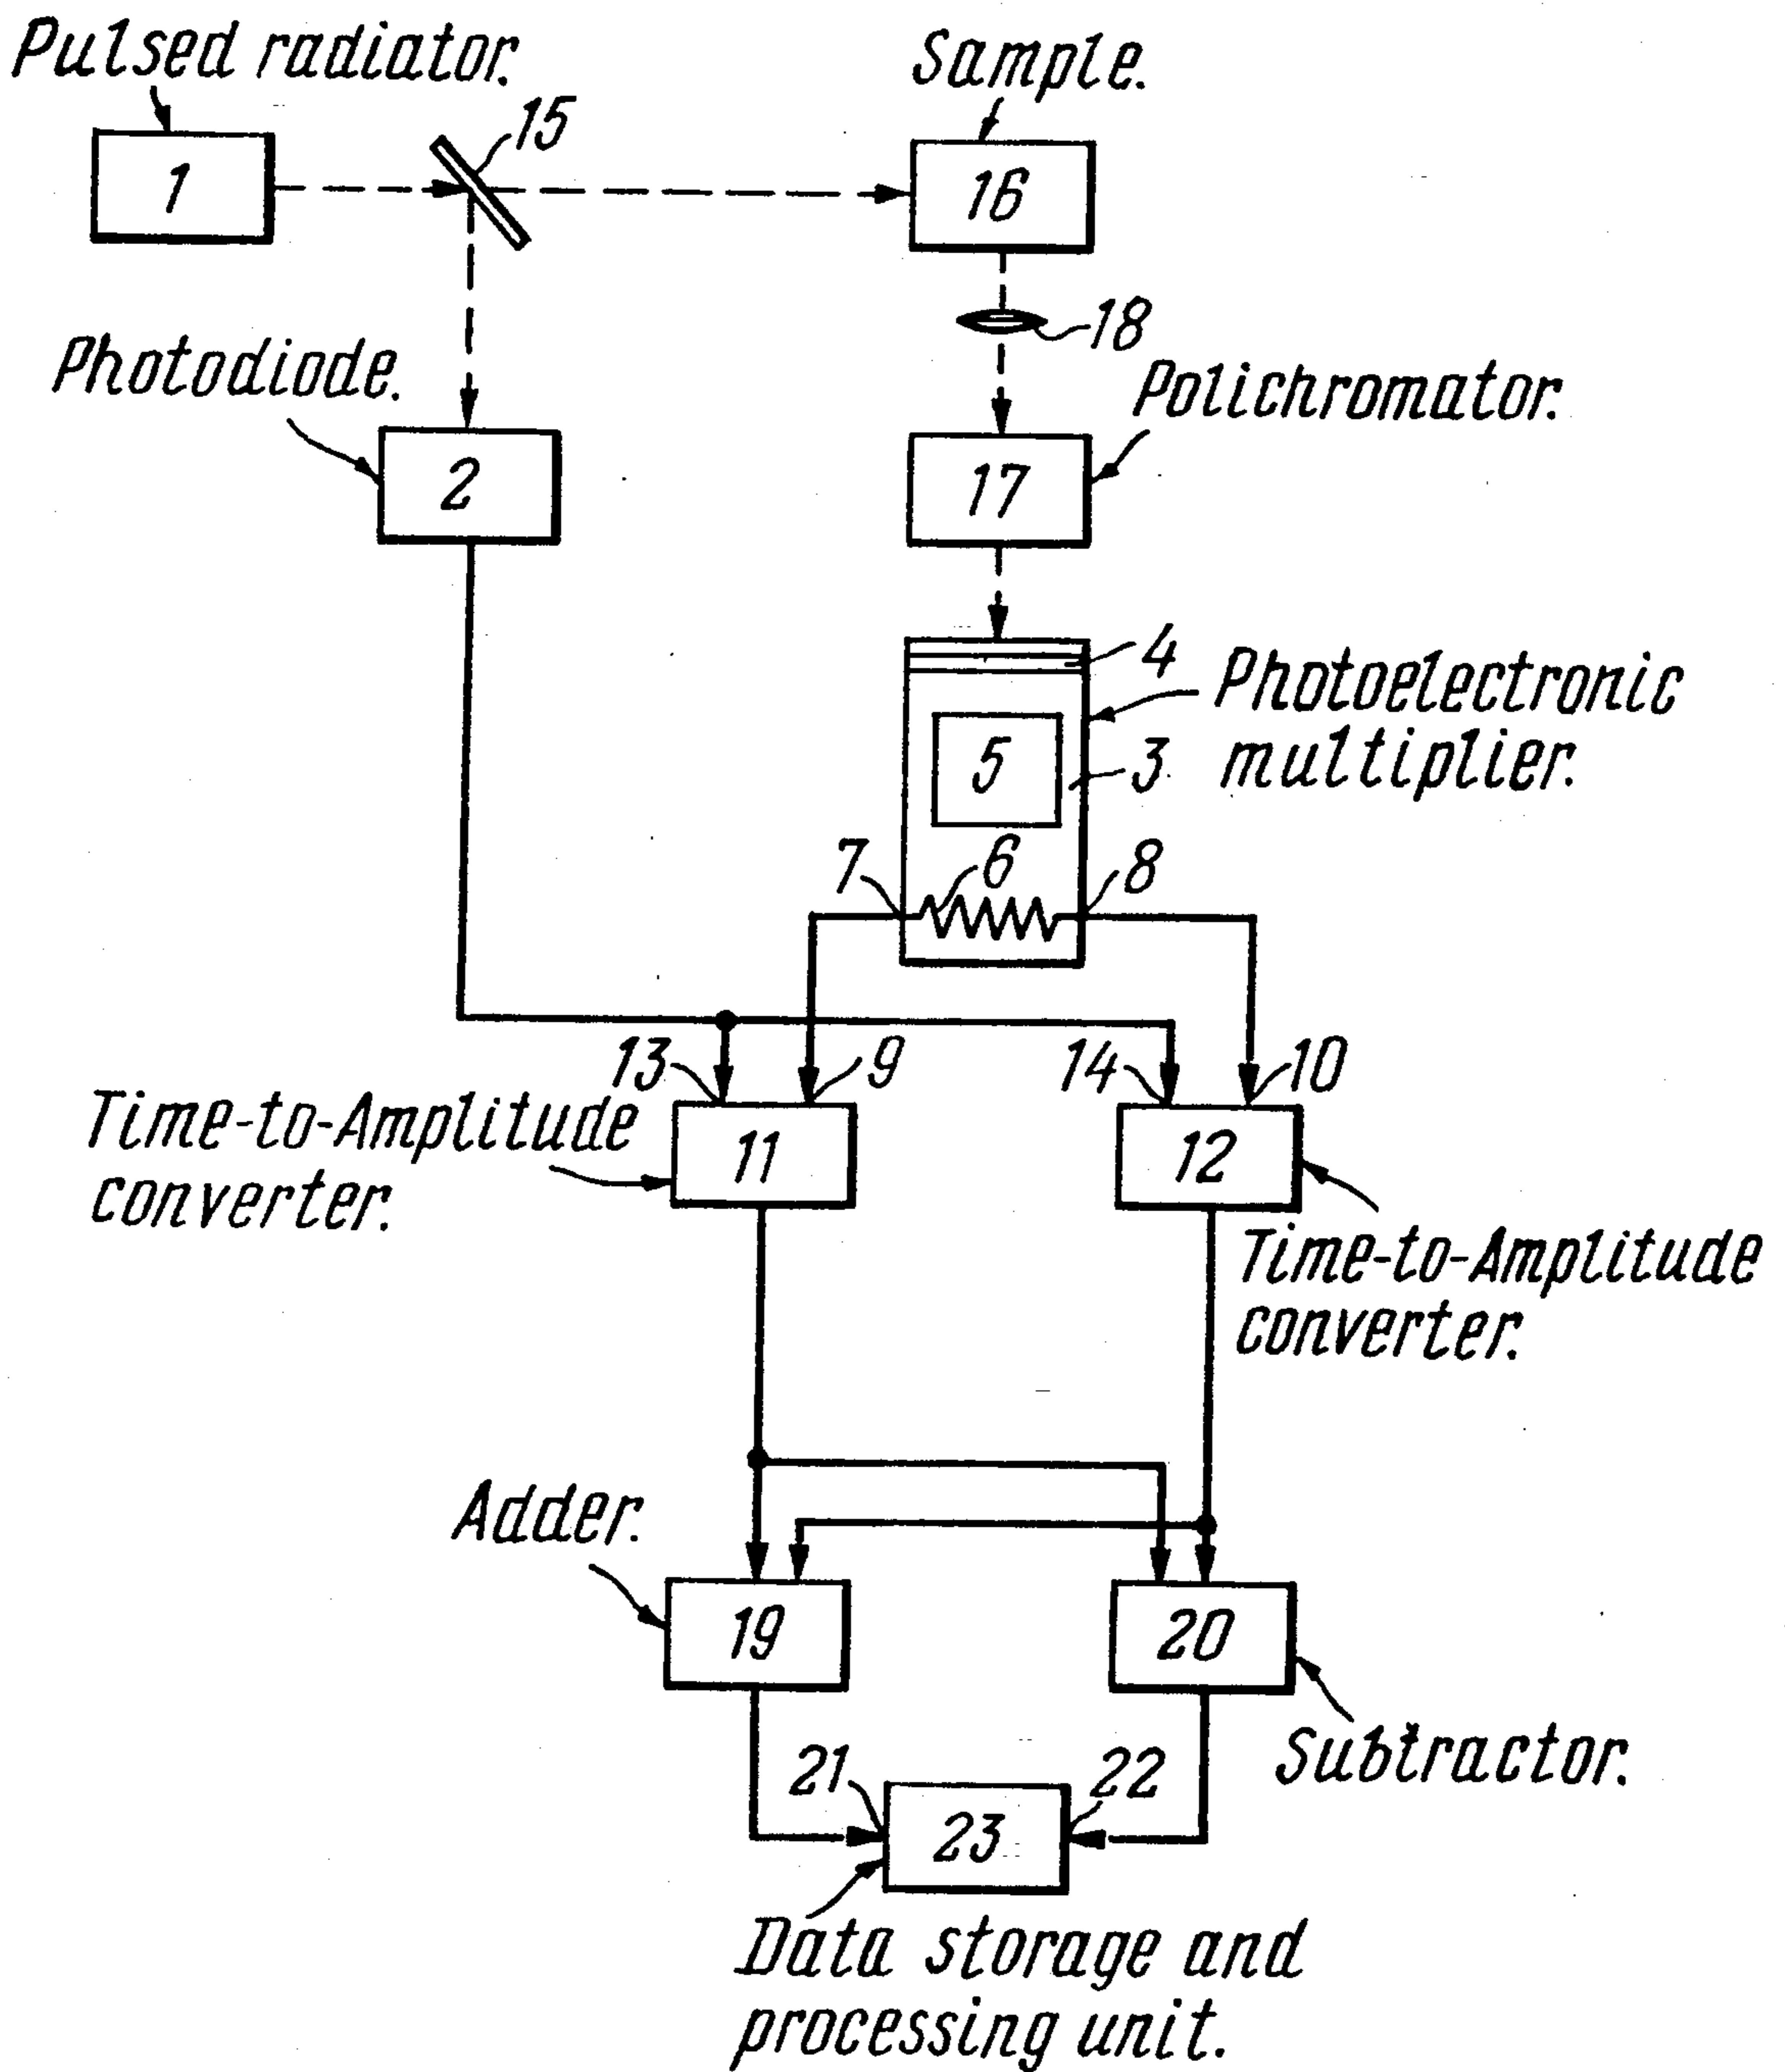 Pulsed radiator.
Sample.
15
1
16
18
Photodiode.
Polichromator.
2
17
4
Photoelectronic
multiplier.
5
3
7
6
8
13
9
14
10
Time-to-Amplitude
converter.
11
12
Time-to-Amplitude
converter.
Adder.
19
20
Subtractor.
21
22
23
Data storage and
processing unit.